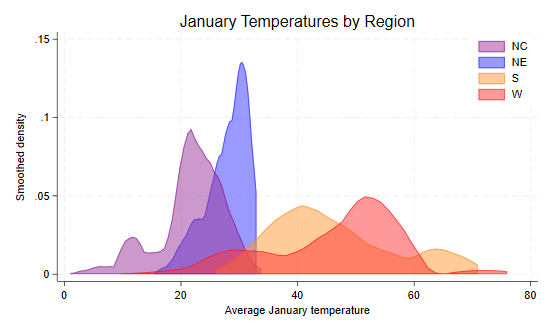 January Temperatures by Region
NC
NE
S
W
Smoothed density
.15
.1
.05
0
0 20 40 60 80
Average January temperature